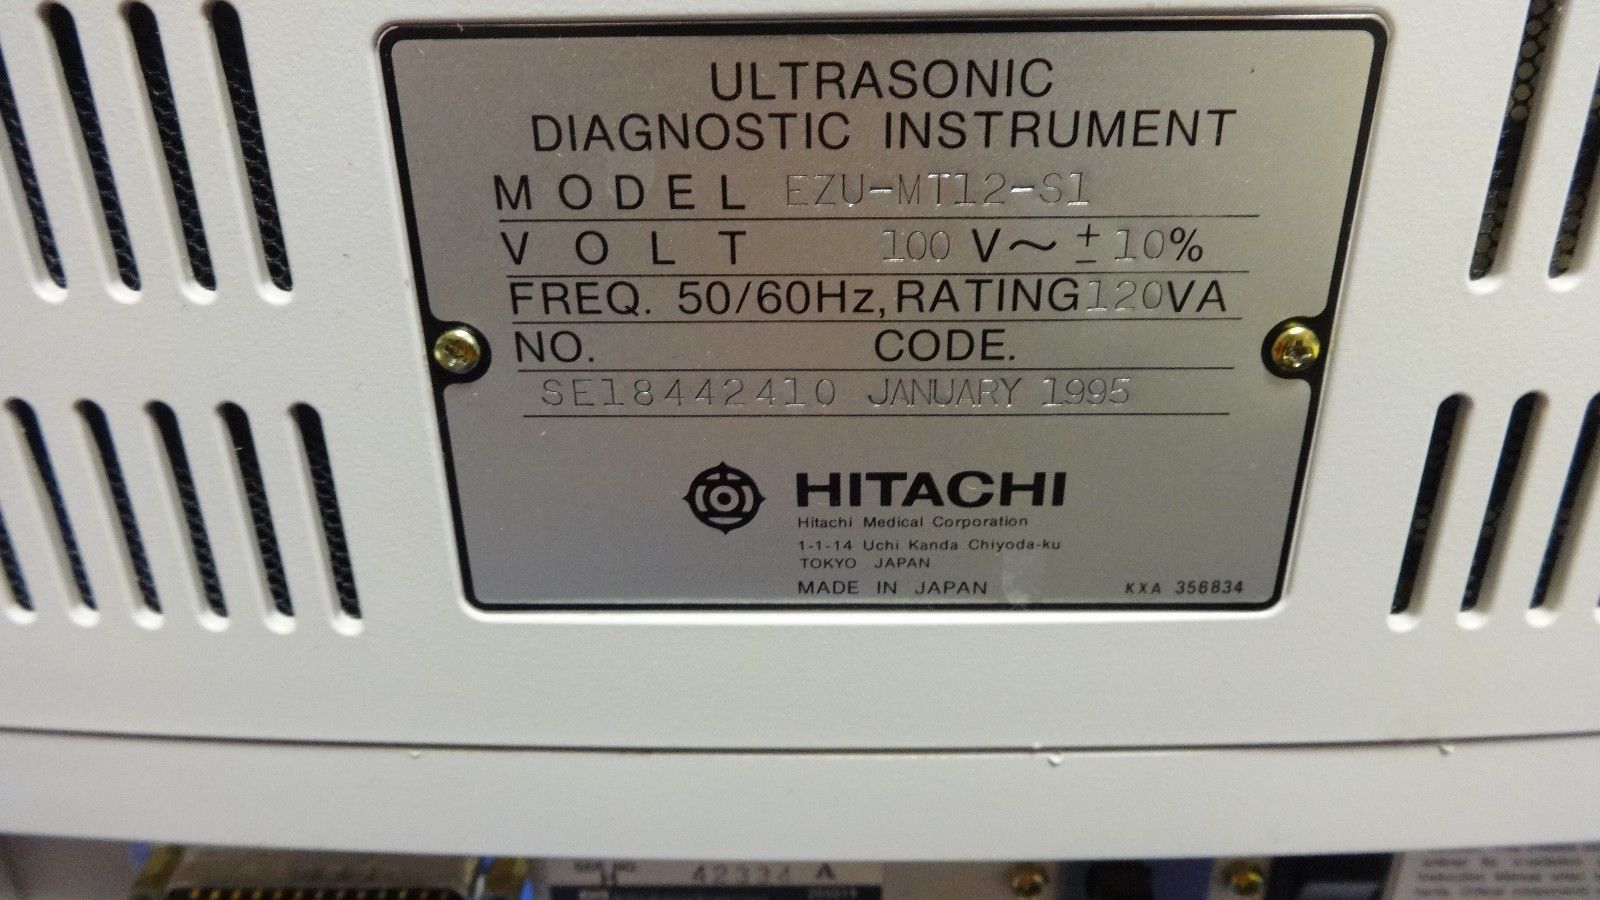 ULTRASONIC
DIAGNOSTIC INSTRUMENT
MODEL EZU-MT12-S1
VOLT 100 V~ ±10%
FREQ. 50/60Hz, RATING 120VA
NO. CODE.
SE18442410 JANUARY 1995
HITACHI
Hitachi Medical Corporation
1-1-14 Uchi Kanda Chiyoda-ku
TOKYO JAPAN
MADE IN JAPAN KXA 356834
42334 A